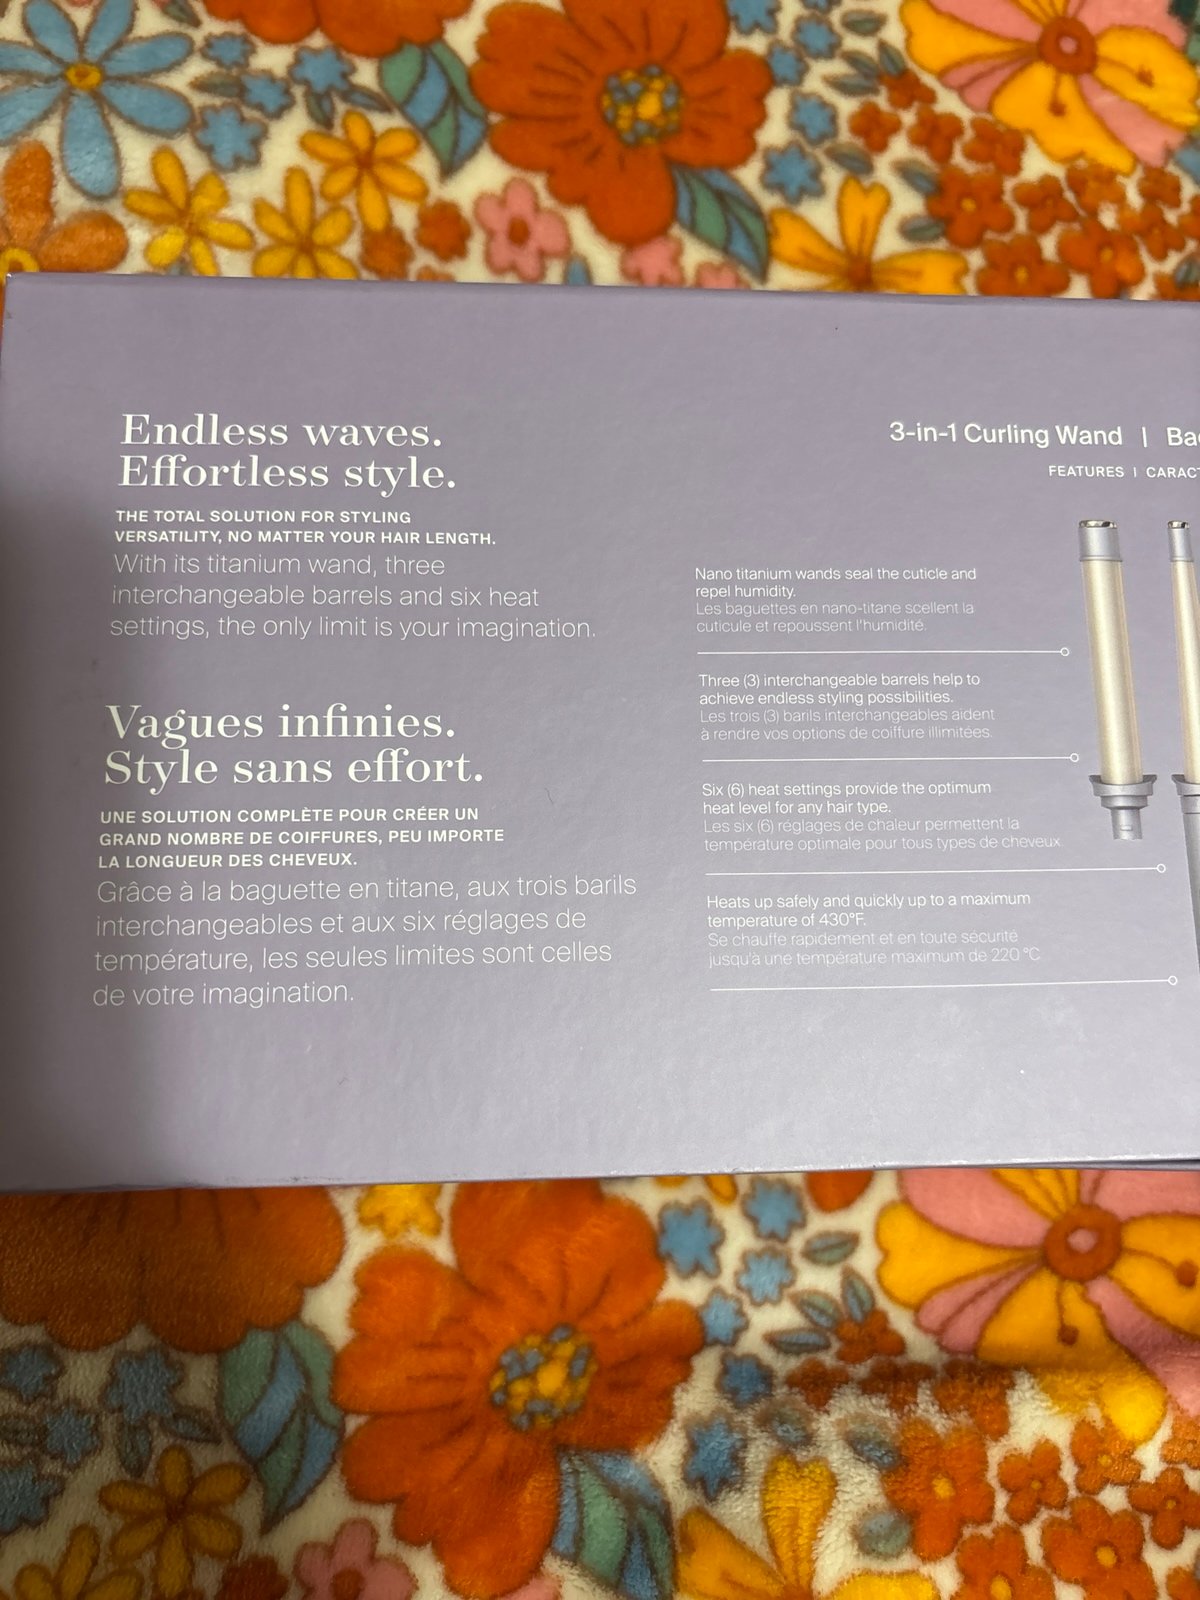 Endless waves.
Effortless style.
THE TOTAL SOLUTION FOR STYLING
VERSATILITY, NO MATTER YOUR HAIR LENGTH.
With its titanium wand, three
interchangeable barrels and six heat
settings, the only limit is your imagination.
Vagues infinies.
Style sans effort.
UNE SOLUTION COMPLÈTE POUR CRÉER UN
GRAND NOMBRE DE COIFFURES, PEU IMPORTE
LA LONGUEUR DES CHEVEUX.
Grâce à la baguette en titane, aux trois barils
interchangeables et aux six réglages de
température, les seules limites sont celles
de votre imagination.
3-in-1 Curling Wand |
FEATURES |
Nano titanium wands seal the cuticle and
repel humidity.
Les baguettes en nano-titane scellent la
cuticule et repoussent l'humidité.
Three (3) interchangeable barrels help to
achieve endless styling possibilities.
Les trois (3) barils interchangeables aident
à rendre vos options de coiffure illimitées.
Six (6) heat settings provide the optimum
heat level for any hair type.
Les six (6) réglages de chaleur permettent la
température optimale pour tous types de cheveux.
Heats up safely and quickly up to a maximum
temperature of 430°F.
Se chauffe rapidement et en toute sécurité
jusqu'à une température maximum de 220 °C